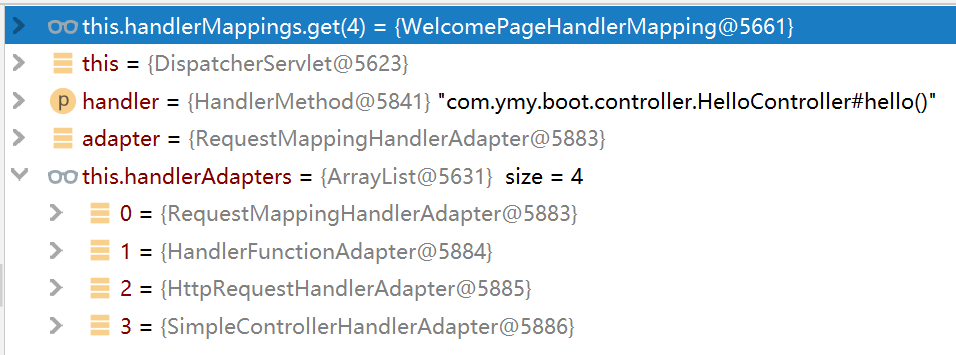 this.handlerMappings.get(4) = {WelcomePageHandlerMapping@5661}
this = {DispatcherServlet@5623}
p handler = {HandlerMethod@5841} "com.ymy.boot.controller.HelloController#hello()"
adapter = {RequestMappingHandlerAdapter@5883}
this.handlerAdapters = {ArrayList@5631} size = 4
0 = {RequestMappingHandlerAdapter@5883}
1 = {HandlerFunctionAdapter@5884}
2 = {HttpRequestHandlerAdapter@5885}
3 = {SimpleControllerHandlerAdapter@5886}